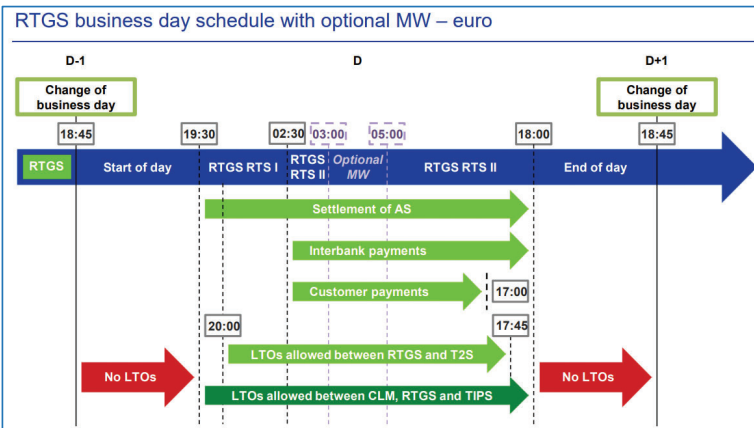 RTGS business day schedule with optional MW – euro
D-1
D
D+1
Change of
business day
Change of
business day
18:45
19:30
02:30
03:00
05:00
18:00
18:45
RTGS
Start of day
RTGS RTS I
RTGS
RTS II
Optional
MW
RTGS RTS II
End of day
Settlement of AS
Interbank payments
Customer payments
17:00
20:00
17:45
LTOs allowed between RTGS and T2S
No LTOs
No LTOs
LTOs allowed between CLM, RTGS and TIPS